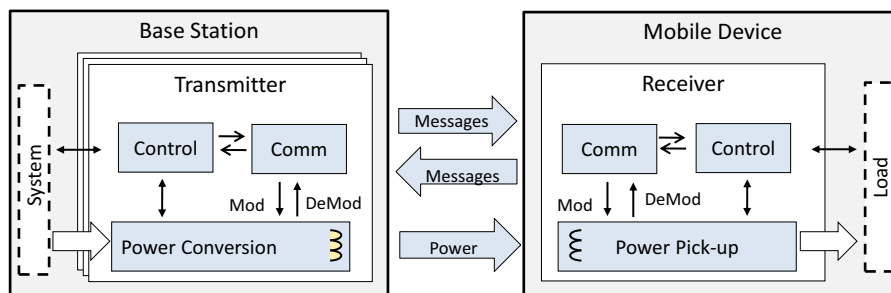 Base Station
Transmitter
System
Control
Comm
Mod
DeMod
Power Conversion
Messages
Messages
Power
Mobile Device
Receiver
Comm
Control
Mod
DeMod
Power Pick-up
Load